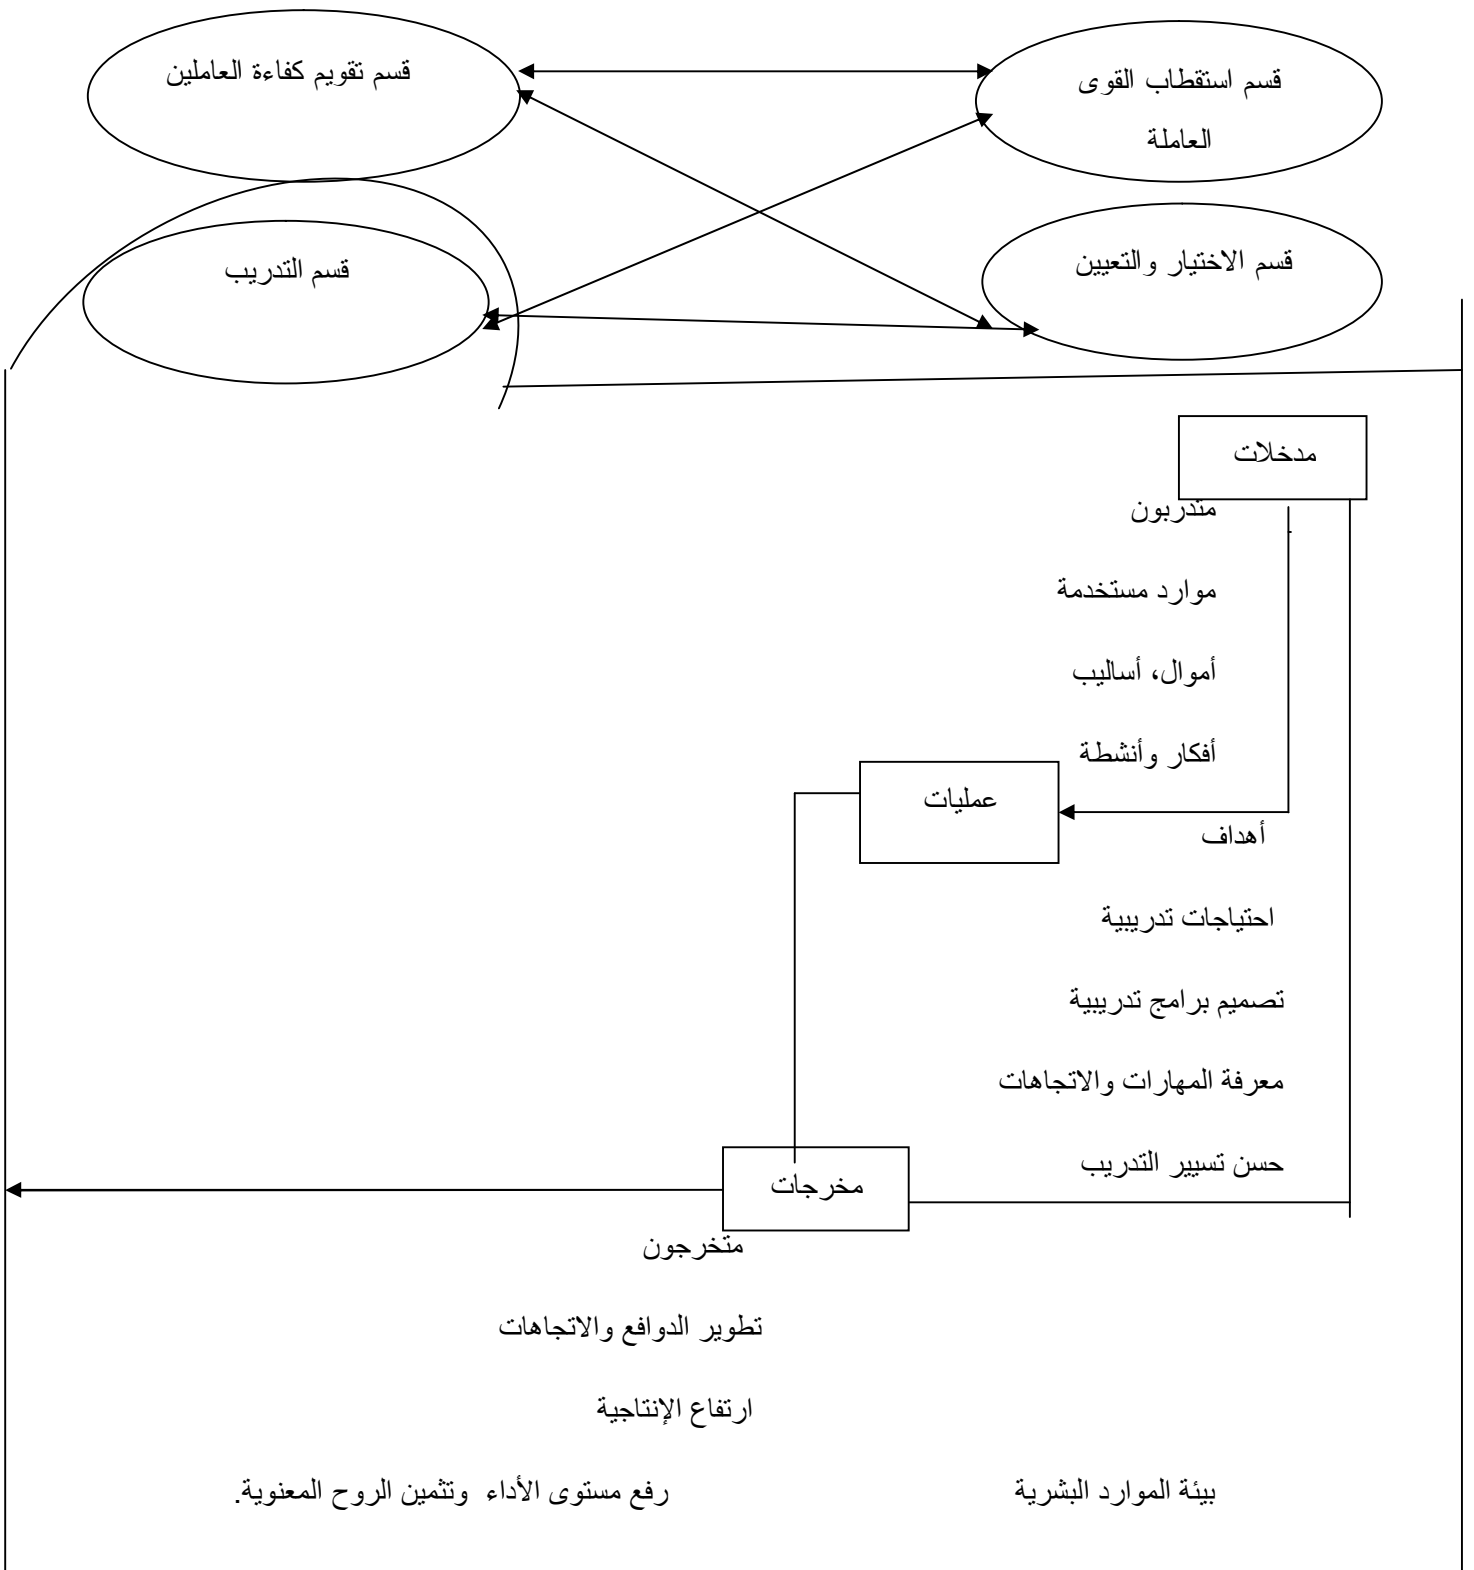 قسم استقطاب القوى
العاملة
قسم تقويم كفاءة العاملين
قسم الاختيار والتعيين
قسم التدريب
مدخلات
متدربون
موارد مستخدمة
أموال، أساليب
أفكار وأنشطة
عمليات
أهداف
احتياجات تدريبية
تصميم برامج تدريبية
معرفة المهارات والاتجاهات
حسن تسيير التدريب
مخرجات
متخرجون
تطوير الدوافع والاتجاهات
ارتفاع الإنتاجية
بيئة الموارد البشرية
رفع مستوى الأداء وتثمين الروح المعنوية.